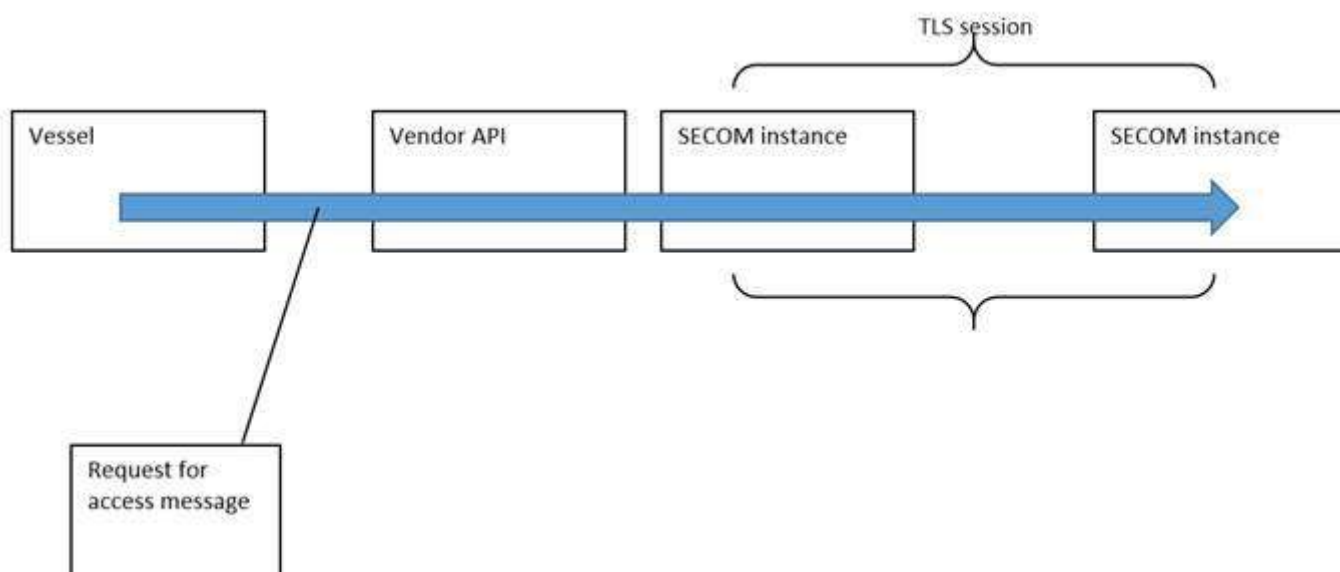 TLS session
Vessel
Vendor API
SECOM instance
SECOM instance
Request for
access message